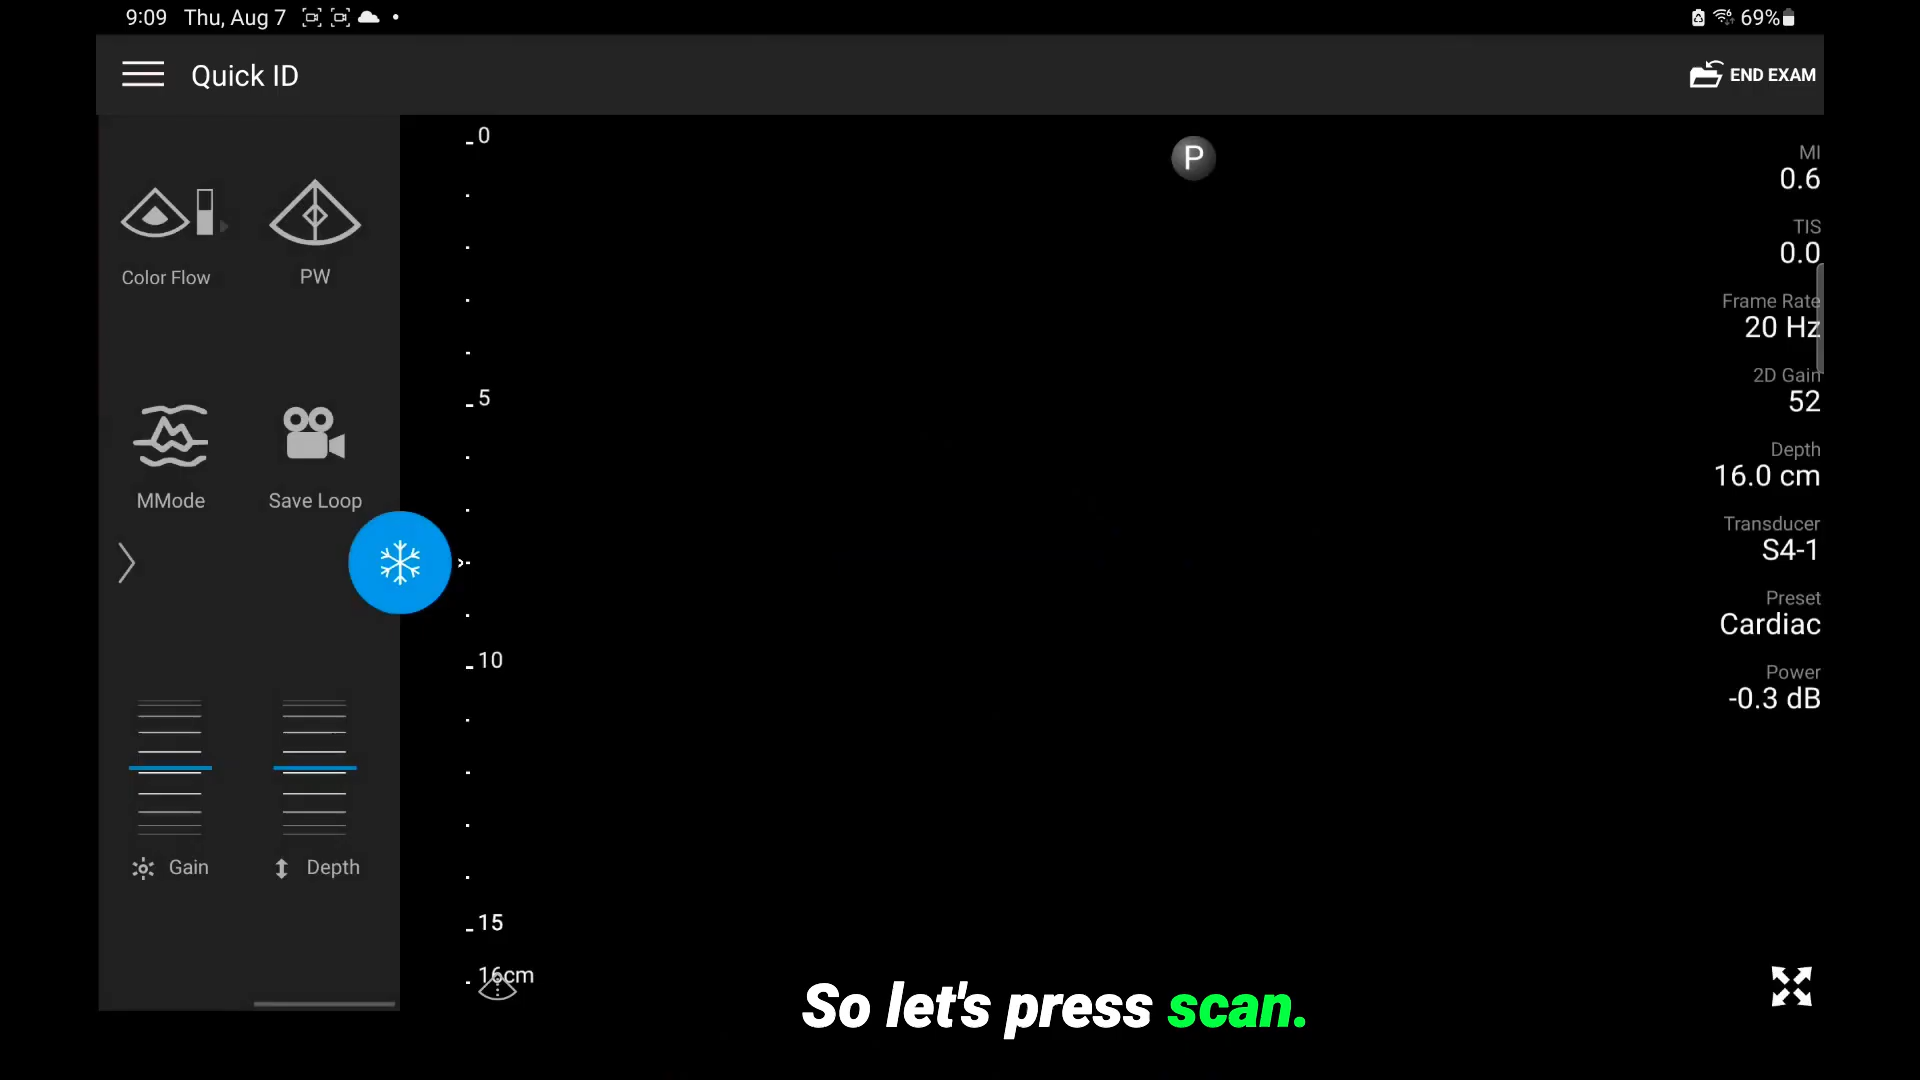 9:09 Thu, Aug 7
69%
Quick ID
END EXAM
Color Flow
PW
MMode
Save Loop
Gain
Depth
0
5
10
15
16cm
P
MI
0.6
TIS
0.0
Frame Rate
20 Hz
2D Gain
52
Depth
16.0 cm
Transducer
S4-1
Preset
Cardiac
Power
-0.3 dB
So let's press scan.